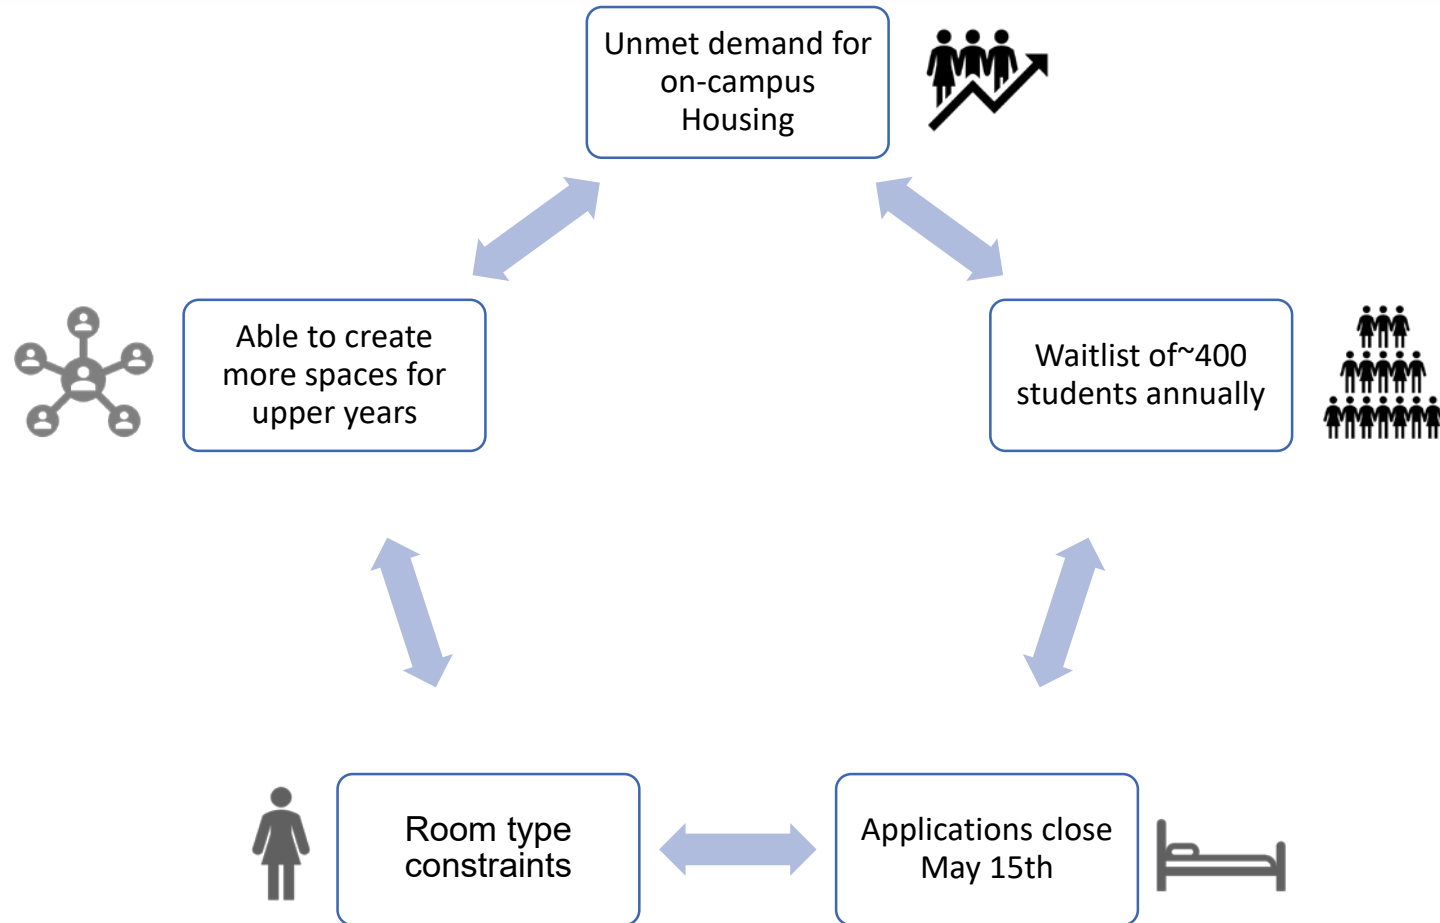 Unmet demand for
on-campus
Housing
Able to create
more spaces for
upper years
Waitlist of~400
students annually
Room type
constraints
Applications close
May 15th